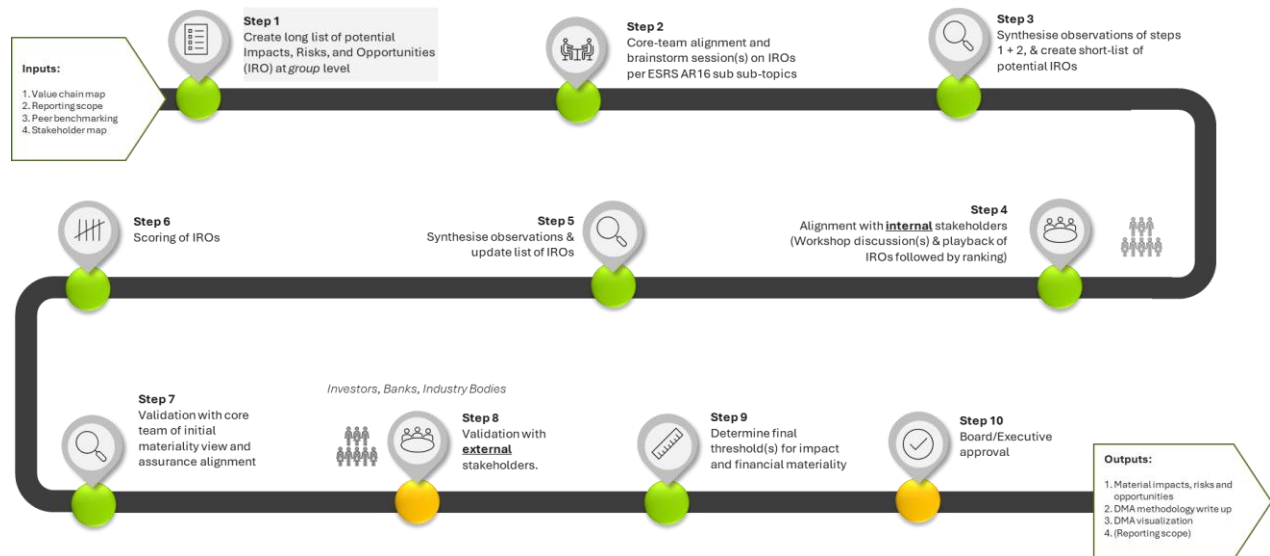 Inputs:
1. Value chain map
2. Reporting scope
3. Peer benchmarking
4. Stakeholder map
Step 1
Create long list of potential
Impacts, Risks, and Opportunities
(IRO) at group level
Step 2
Core-team alignment and
brainstorm session(s) on IROs
per ESRS AR16 sub sub-topics
Step 3
Synthesise observations of steps
1 + 2, & create short-list of
potential IROs
Step 6
Scoring of IROs
Step 5
Synthesise observations &
update list of IROs
Step 4
Alignment with internal stakeholders
(Workshop discussion(s) & playback of
IROs followed by ranking)
Step 7
Validation with core
team of initial
materiality view and
assurance alignment
Investors, Banks, Industry Bodies
Step 8
Validation with
external
stakeholders.
Step 9
Determine final
threshold(s) for impact
and financial materiality
Step 10
Board/Executive
approval
Outputs:
1. Material impacts, risks and
opportunities
2. DMA methodology write up
3. DMA visualization
4. (Reporting scope)